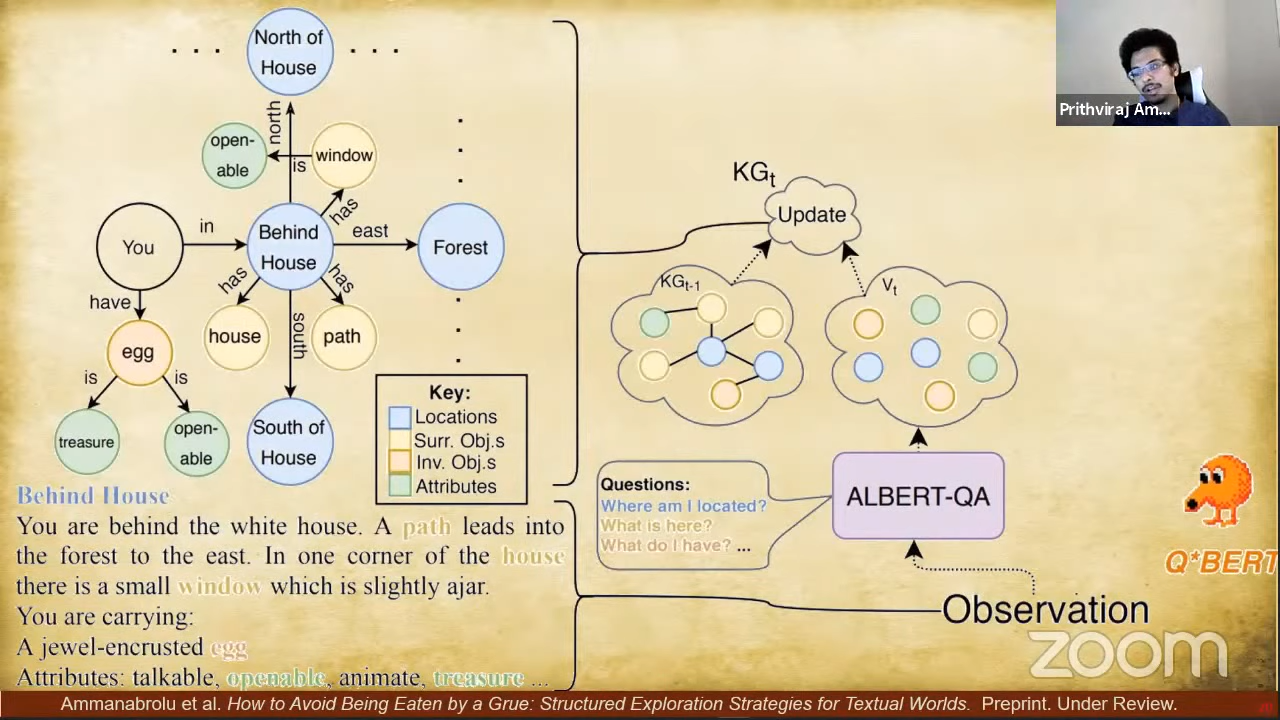 North of
House
. . .
. . .
open-
able
north
is
window
has
You
in
Behind
House
east
Forest
have
has
has
south
egg
house
path
is
is
treasure
open-
able
South of
House
Key:
Locations
Surr. Obj.s
Inv. Obj.s
Attributes
Behind House
You are behind the white house. A path leads into
the forest to the east. In one corner of the house
there is a small window which is slightly ajar.
You are carrying:
A jewel-encrusted egg
Attributes: talkable, openable, animate, treasure ...
KGt
Update
KGt-1
Vt
Questions:
Where am I located?
What is here?
What do I have? ...
ALBERT-QA
Observation
Q*BERT
Prithviraj Am...
zoom
Ammanabrolu et al. How to Avoid Being Eaten by a Grue: Structured Exploration Strategies for Textual Worlds. Preprint. Under Review.